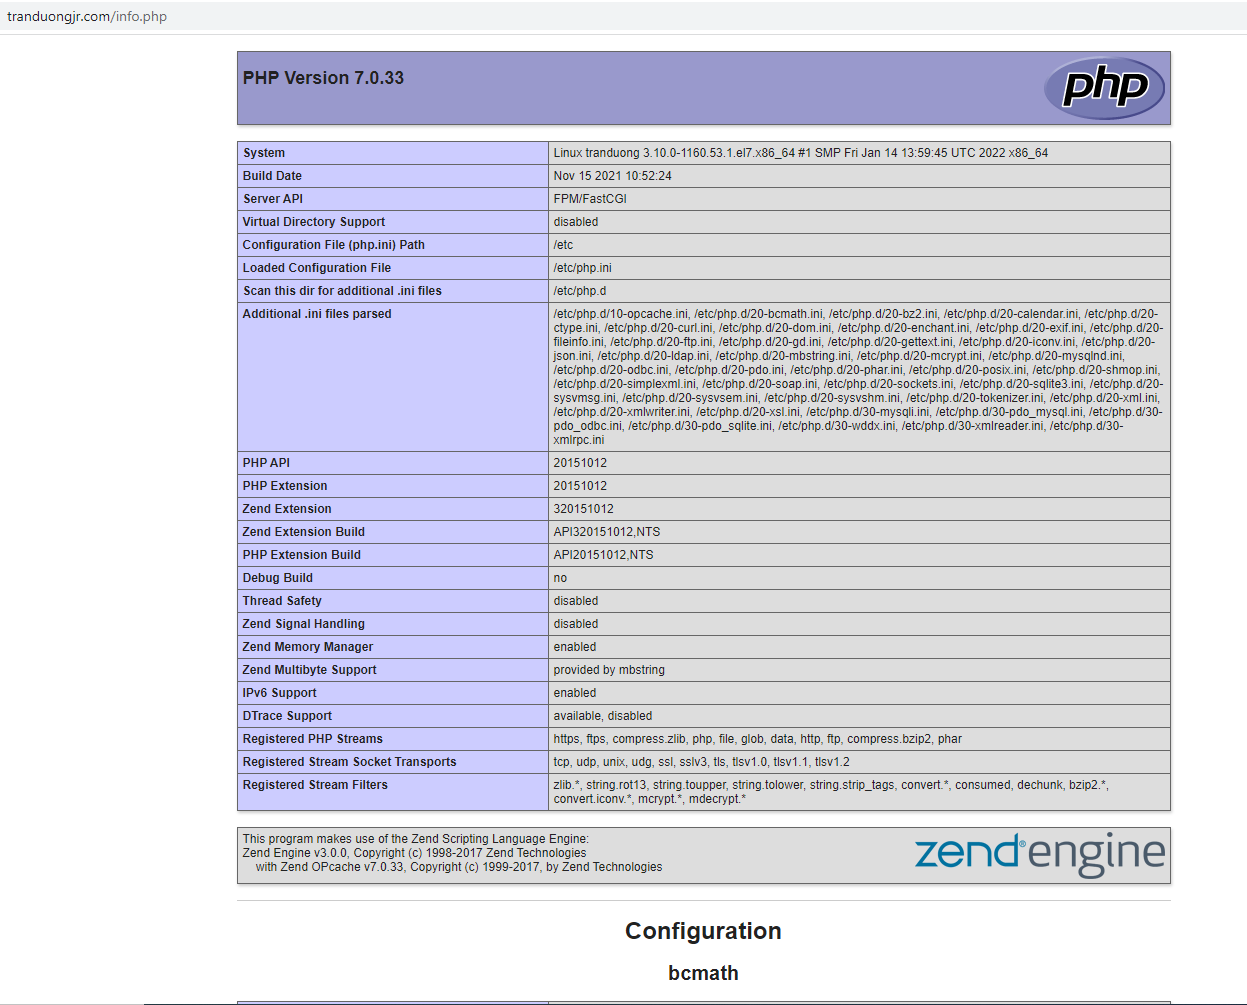 tranduongjr.com/info.php
PHP Version 7.0.33
php
System Linux tranduong 3.10.0-1160.53.1.el7.x86_64 #1 SMP Fri Jan 14 13:59:45 UTC 2022 x86_64
Build Date Nov 15 2021 10:52:24
Server API FPM/FastCGI
Virtual Directory Support disabled
Configuration File (php.ini) Path /etc
Loaded Configuration File /etc/php.ini
Scan this dir for additional .ini files /etc/php.d
Additional .ini files parsed /etc/php.d/10-opcache.ini, /etc/php.d/20-bcmath.ini, /etc/php.d/20-bz2.ini, /etc/php.d/20-calendar.ini, /etc/php.d/20-
ctype.ini, /etc/php.d/20-curl.ini, /etc/php.d/20-dom.ini, /etc/php.d/20-enchant.ini, /etc/php.d/20-exif.ini, /etc/php.d/20-
fileinfo.ini, /etc/php.d/20-ftp.ini, /etc/php.d/20-gd.ini, /etc/php.d/20-gettext.ini, /etc/php.d/20-iconv.ini, /etc/php.d/20-
json.ini, /etc/php.d/20-ldap.ini, /etc/php.d/20-mbstring.ini, /etc/php.d/20-mcrypt.ini, /etc/php.d/20-mysqlnd.ini,
/etc/php.d/20-odbc.ini, /etc/php.d/20-pdo.ini, /etc/php.d/20-phar.ini, /etc/php.d/20-posix.ini, /etc/php.d/20-shmop.ini,
/etc/php.d/20-simplexml.ini, /etc/php.d/20-soap.ini, /etc/php.d/20-sockets.ini, /etc/php.d/20-sqlite3.ini, /etc/php.d/20-
sysvmsg.ini, /etc/php.d/20-sysvsem.ini, /etc/php.d/20-sysvshm.ini, /etc/php.d/20-tokenizer.ini, /etc/php.d/20-xml.ini,
/etc/php.d/20-xmlwriter.ini, /etc/php.d/20-xsl.ini, /etc/php.d/30-mysqli.ini, /etc/php.d/30-pdo_mysql.ini, /etc/php.d/30-
pdo_odbc.ini, /etc/php.d/30-pdo_sqlite.ini, /etc/php.d/30-wddx.ini, /etc/php.d/30-xmlreader.ini, /etc/php.d/30-
xmlrpc.ini
PHP API 20151012
PHP Extension 20151012
Zend Extension 320151012
Zend Extension Build API320151012,NTS
PHP Extension Build API20151012,NTS
Debug Build no
Thread Safety disabled
Zend Signal Handling disabled
Zend Memory Manager enabled
Zend Multibyte Support provided by mbstring
IPv6 Support enabled
DTrace Support available, disabled
Registered PHP Streams https, ftps, compress.zlib, php, file, glob, data, http, ftp, compress.bzip2, phar
Registered Stream Socket Transports tcp, udp, unix, udg, ssl, sslv3, tls, tlsv1.0, tlsv1.1, tlsv1.2
Registered Stream Filters zlib.*, string.rot13, string.toupper, string.tolower, string.strip_tags, convert.*, consumed, dechunk, bzip2.*,
convert.iconv.*, mcrypt.*, mdecrypt.*
This program makes use of the Zend Scripting Language Engine:
Zend Engine v3.0.0, Copyright (c) 1998-2017 Zend Technologies
with Zend OPcache v7.0.33, Copyright (c) 1999-2017, by Zend Technologies
zend® engine
Configuration
bcmath